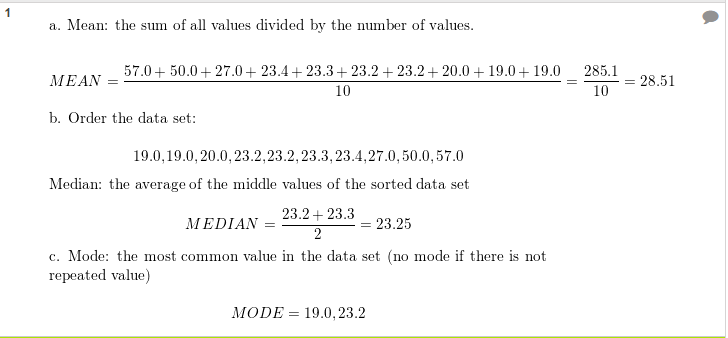 1
a. Mean: the sum of all values divided by the number of values.
MEAN = \frac{57.0 + 50.0 + 27.0 + 23.4 + 23.3 + 23.2 + 23.2 + 20.0 + 19.0 + 19.0}{10} = \frac{285.1}{10} = 28.51
b. Order the data set:
19.0,19.0,20.0,23.2,23.2,23.3,23.4,27.0,50.0,57.0
Median: the average of the middle values of the sorted data set
MEDIAN = \frac{23.2 + 23.3}{2} = 23.25
c. Mode: the most common value in the data set (no mode if there is not
repeated value)
MODE = 19.0,23.2